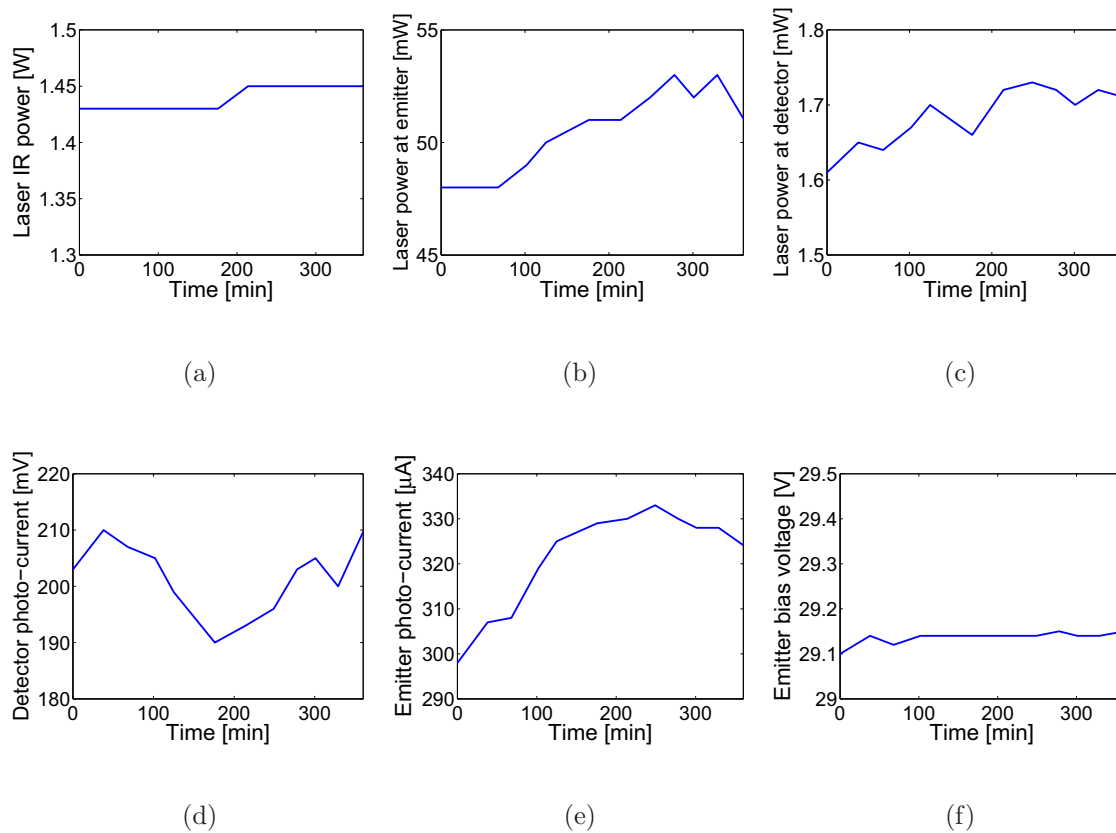 1.5
1.45
1.4
1.35
1.3
Laser IR power [W]
0 100 200 300
Time [min]
(a)
55
50
45
Laser power at emitter [mW]
0 100 200 300
Time [min]
(b)
1.8
1.7
1.6
1.5
Laser power at detector [mW]
0 100 200 300
Time [min]
(c)
220
210
200
190
180
Detector photo-current [mV]
0 100 200 300
Time [min]
(d)
340
330
320
310
300
290
Emitter photo-current [µA]
0 100 200 300
Time [min]
(e)
29.5
29.4
29.3
29.2
29.1
29
Emitter bias voltage [V]
0 100 200 300
Time [min]
(f)